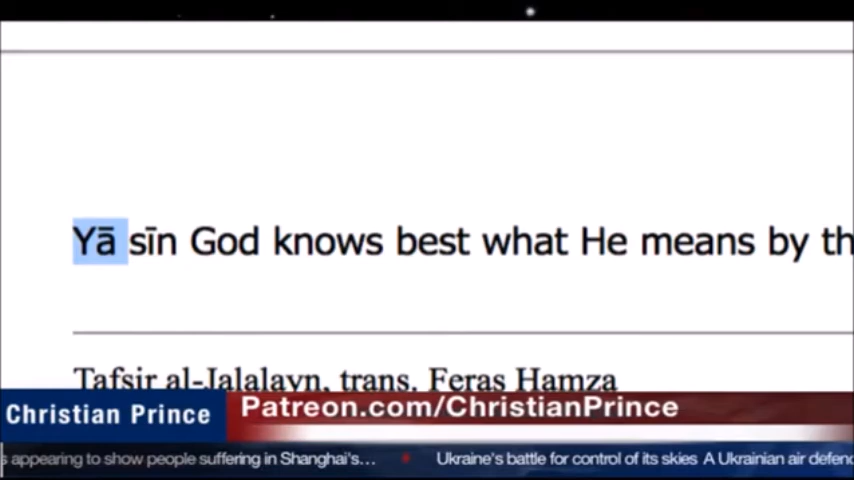 Yā sīn God knows best what He means by th
Tafsir al-Jalalayn, trans. Feras Hamza
Christian Prince
Patreon.com/ChristianPrince
s appearing to show people suffering in Shanghai's... Ukraine's battle for control of its skies A Ukrainian air defenc